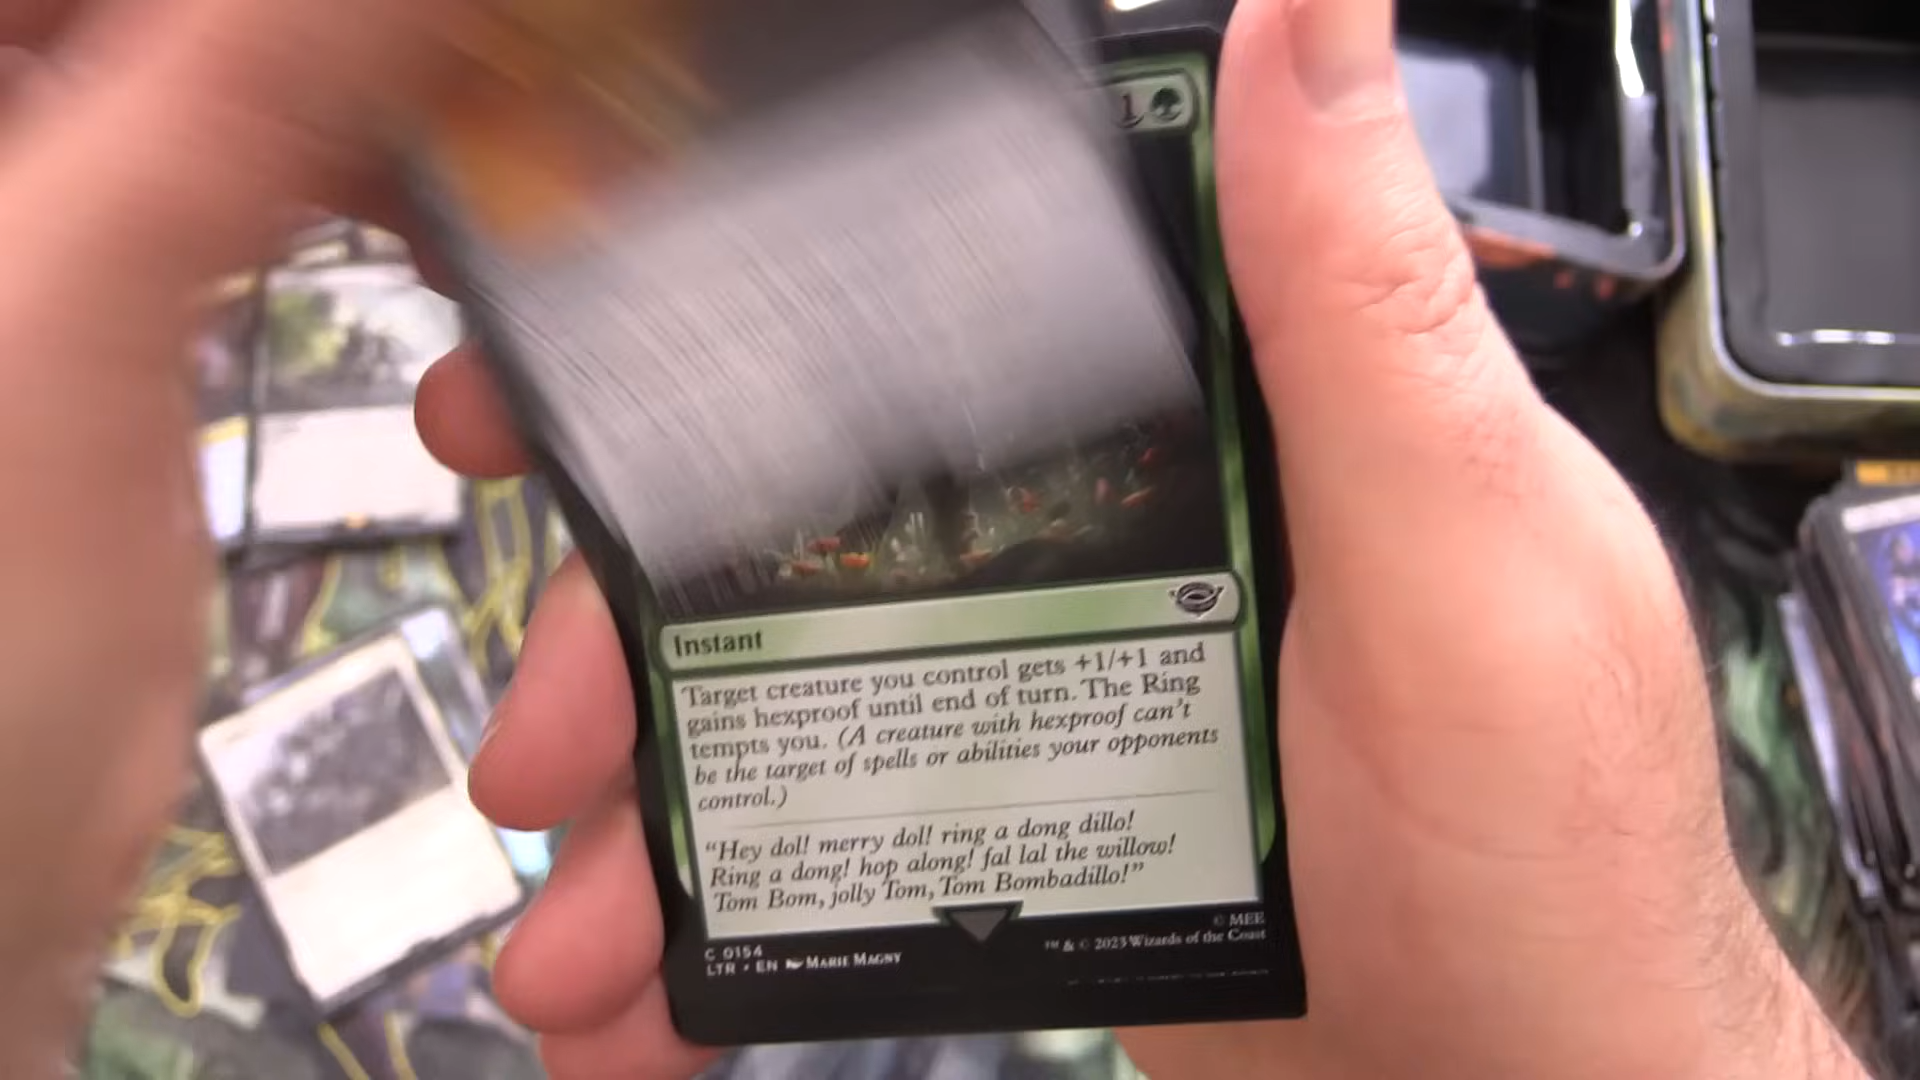 1
Instant
Target creature you control gets +1/+1 and
gains hexproof until end of turn. The Ring
tempts you. (A creature with hexproof can't
be the target of spells or abilities your opponents
control.)
“Hey dol! merry dol! ring a dong dillo!
Ring a dong! hop along! fal lal the willow!
Tom Bom, jolly Tom, Tom Bombadillo!”
C 0154
LTR • EN MARIE MAGNY
© MEE
™ & © 2023 Wizards of the Coast